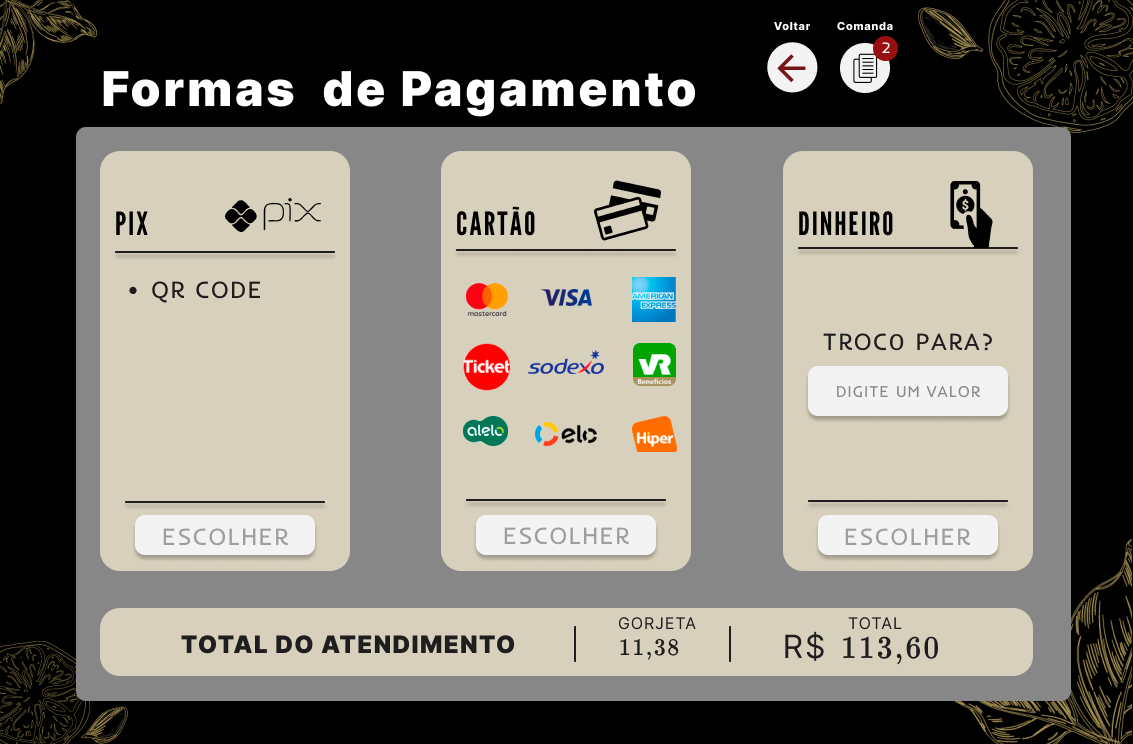 Voltar
Comanda
2
Formas de Pagamento
PIX
pix
• QR CODE
ESCOLHER
CARTÃO
mastercard
VISA
AMERICAN
EXPRESS
Ticket
sodexo
VR
Benefícios
alelo
elo
Hiper
ESCOLHER
DINHEIRO
$
TROCO PARA?
DIGITE UM VALOR
ESCOLHER
TOTAL DO ATENDIMENTO
GORJETA
11,38
TOTAL
R$ 113,60